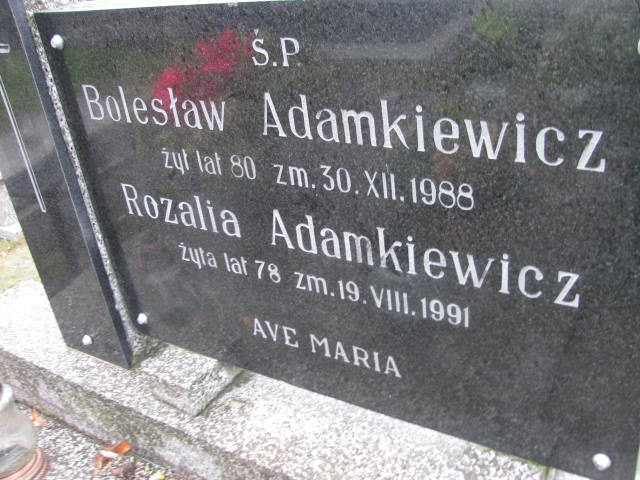 Ś.P.
Bolesław Adamkiewicz
żył lat 80 zm. 30. XII. 1988
Rozalia Adamkiewicz
żyła lat 78 zm. 19. VIII. 1991
AVE MARIA